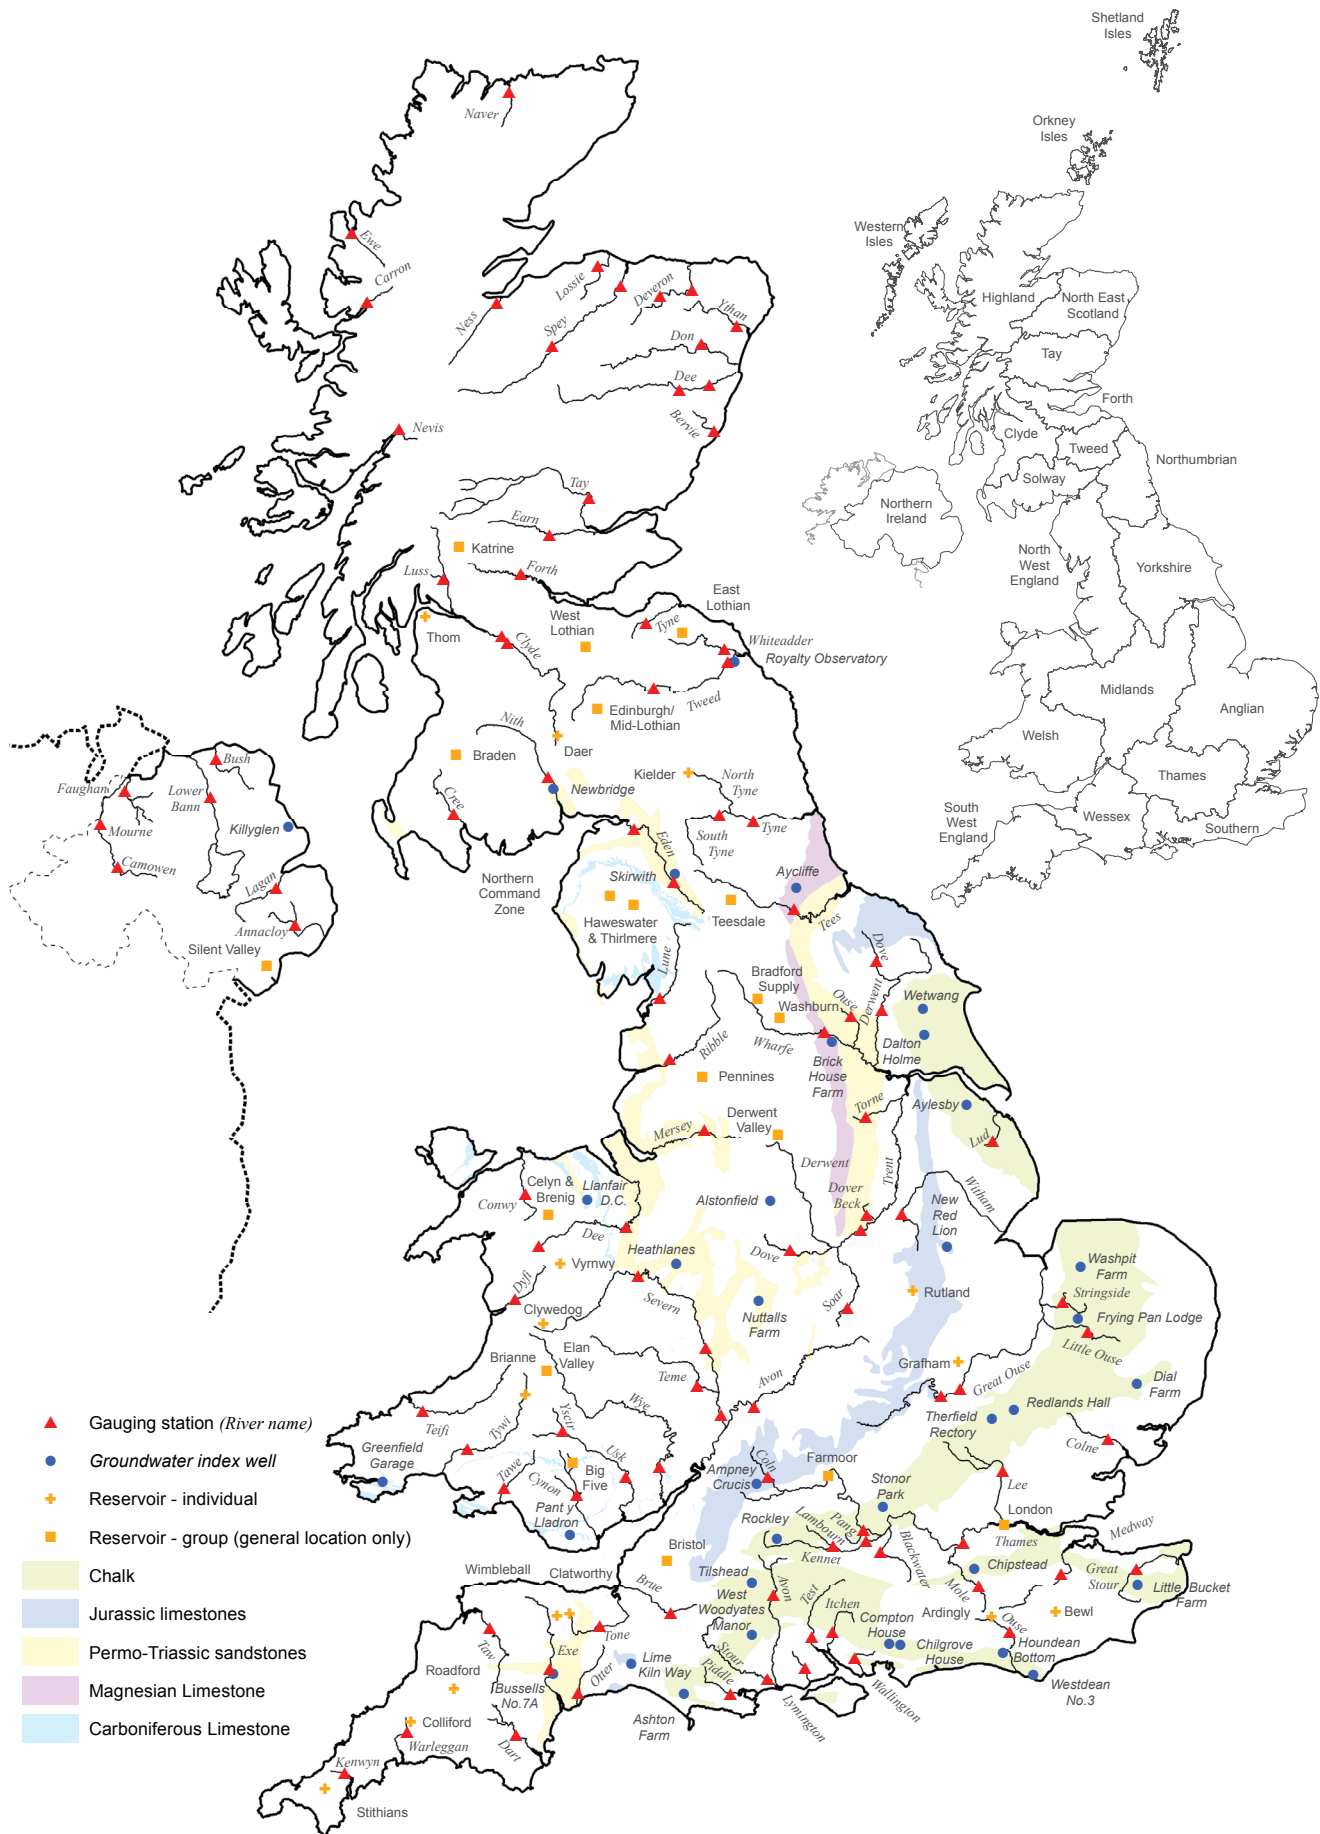 Shetland
Isles
Orkney
Isles
Western
Isles
Highland
North East
Scotland
Tay
Forth
Clyde
Tweed
Solway
Northumbrian
Northern
Ireland
North
West
England
Yorkshire
Midlands
Anglian
Welsh
Thames
South
West
England
Wessex
Southern
Naver
Ewe
Carron
Ness
Lossie
Spey
Deveron
Ythan
Don
Dee
Bervie
Nevis
Tay
Earn
Katrine
Luss
Forth
East
Lothian
Thom
West
Lothian
Tyne
Clyde
Whiteadder
Royalty Observatory
Edinburgh/
Mid-Lothian
Tweed
Nith
Daer
Braden
Kielder
North
Tyne
Newbridge
Cree
South
Tyne
Tyne
Bush
Faughan
Lower
Bann
Killyglen
Mourne
Camowen
Lagan
Annacloy
Silent Valley
Northern
Command
Zone
Eden
Skirwith
Aycliffe
Haweswater
& Thirlmere
Teesdale
Tees
Lune
Dove
Bradford
Supply
Washburn
Ouse
Derwent
Wetwang
Ribble
Wharfe
Dalton
Holme
Brick
House
Farm
Pennines
Torne
Aylesby
Derwent
Valley
Mersey
Lud
Derwent
Trent
Celyn &
Brenig
Llanfair
D.C.
Conwy
Alstonfield
Dover
Beck
New
Red
Lion
Witham
Dee
Heathlanes
Dove
Vyrnwy
Washpit
Farm
Dyfi
Severn
Soar
Rutland
Stringside
Clywedog
Nuttalls
Farm
Frying Pan Lodge
Little Ouse
Elan
Valley
Brianne
Teme
Avon
Grafham
Great Ouse
Dial
Farm
Wye
Redlands Hall
Therfield
Rectory
Teifi
Tywi
Yscir
Colne
Greenfield
Garage
Tawe
Cynon
Big
Five
Usk
Coln
Ampney
Crucis
Farmoor
Stonor
Park
Lee
London
Pant y
Lladron
Rockley
Lambourn
Pang
Kennet
Blackwater
Thames
Medway
Bristol
Chipstead
Great
Stour
Little Bucket
Farm
Wimbleball
Clatworthy
Brue
Tilshead
West
Woodyates
Manor
Avon
Test
Itchen
Mole
Ardingly
Bewl
Compton
House
Chilgrove
House
Ouse
Houndean
Bottom
Taw
Exe
Tone
Roadford
Bussells
No.7A
Otter
Lime
Kiln Way
Stour
Piddle
Lymington
Wallington
Westdean
No.3
Ashton
Farm
Colliford
Warleggan
Dart
Kenwyn
Stithians
Gauging station (River name)
Groundwater index well
Reservoir - individual
Reservoir - group (general location only)
Chalk
Jurassic limestones
Permo-Triassic sandstones
Magnesian Limestone
Carboniferous Limestone